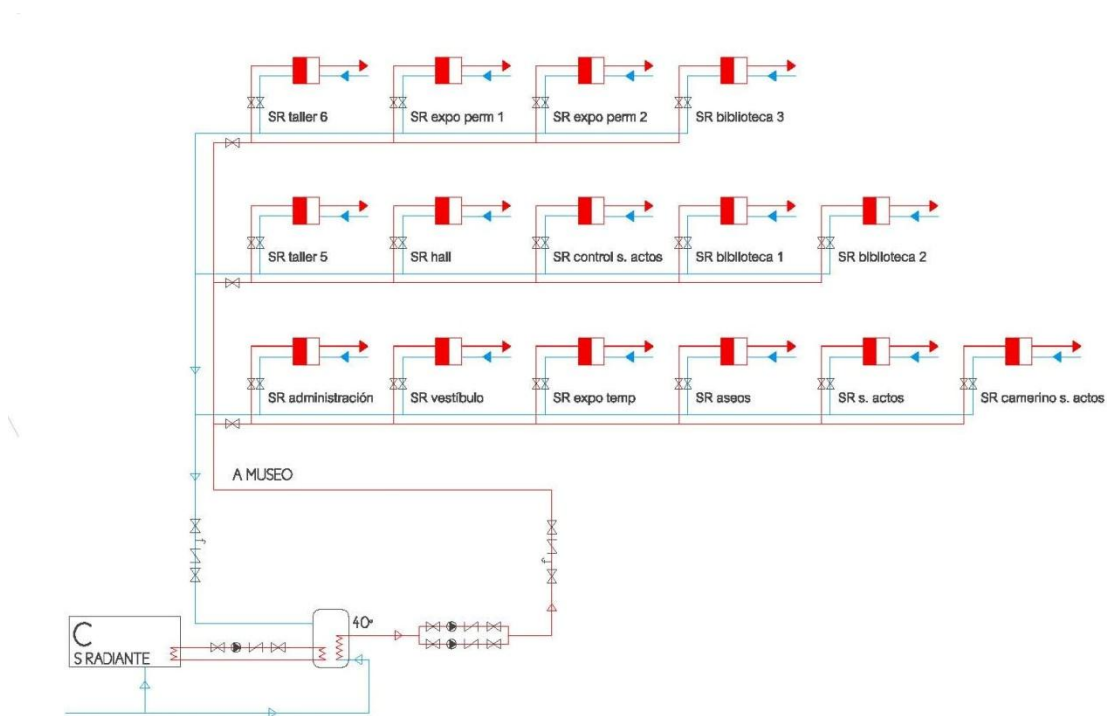 SR taller 6 SR expo perm 1 SR expo perm 2 SR biblioteca 3
SR taller 5 SR hall SR control s. actos SR biblioteca 1 SR biblioteca 2
SR administración SR vestíbulo SR expo temp SR aseos SR s. actos SR camerino s. actos
A MUSEO
40º
C
S RADIANTE